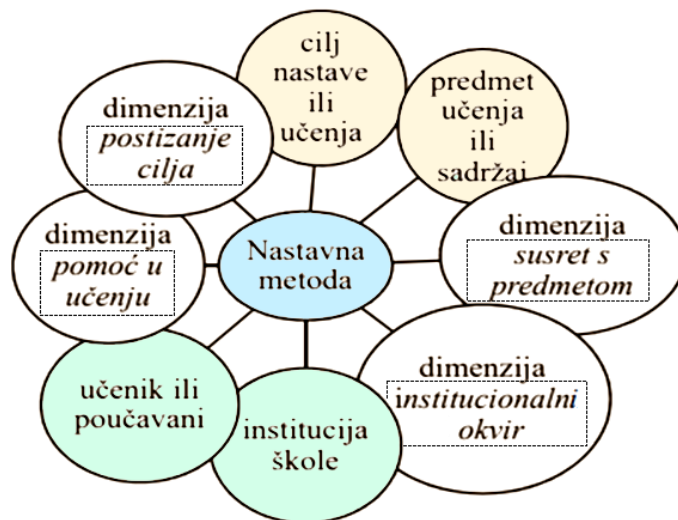 cilj
nastave
ili
učenja
predmet
učenja
ili
sadržaj
dimenzija
postizanje
cilja
dimenzija
susret s
predmetom
dimenzija
pomoć u
učenju
Nastavna
metoda
dimenzija
institucionalni
okvir
učenik ili
poučavani
institucija
škole